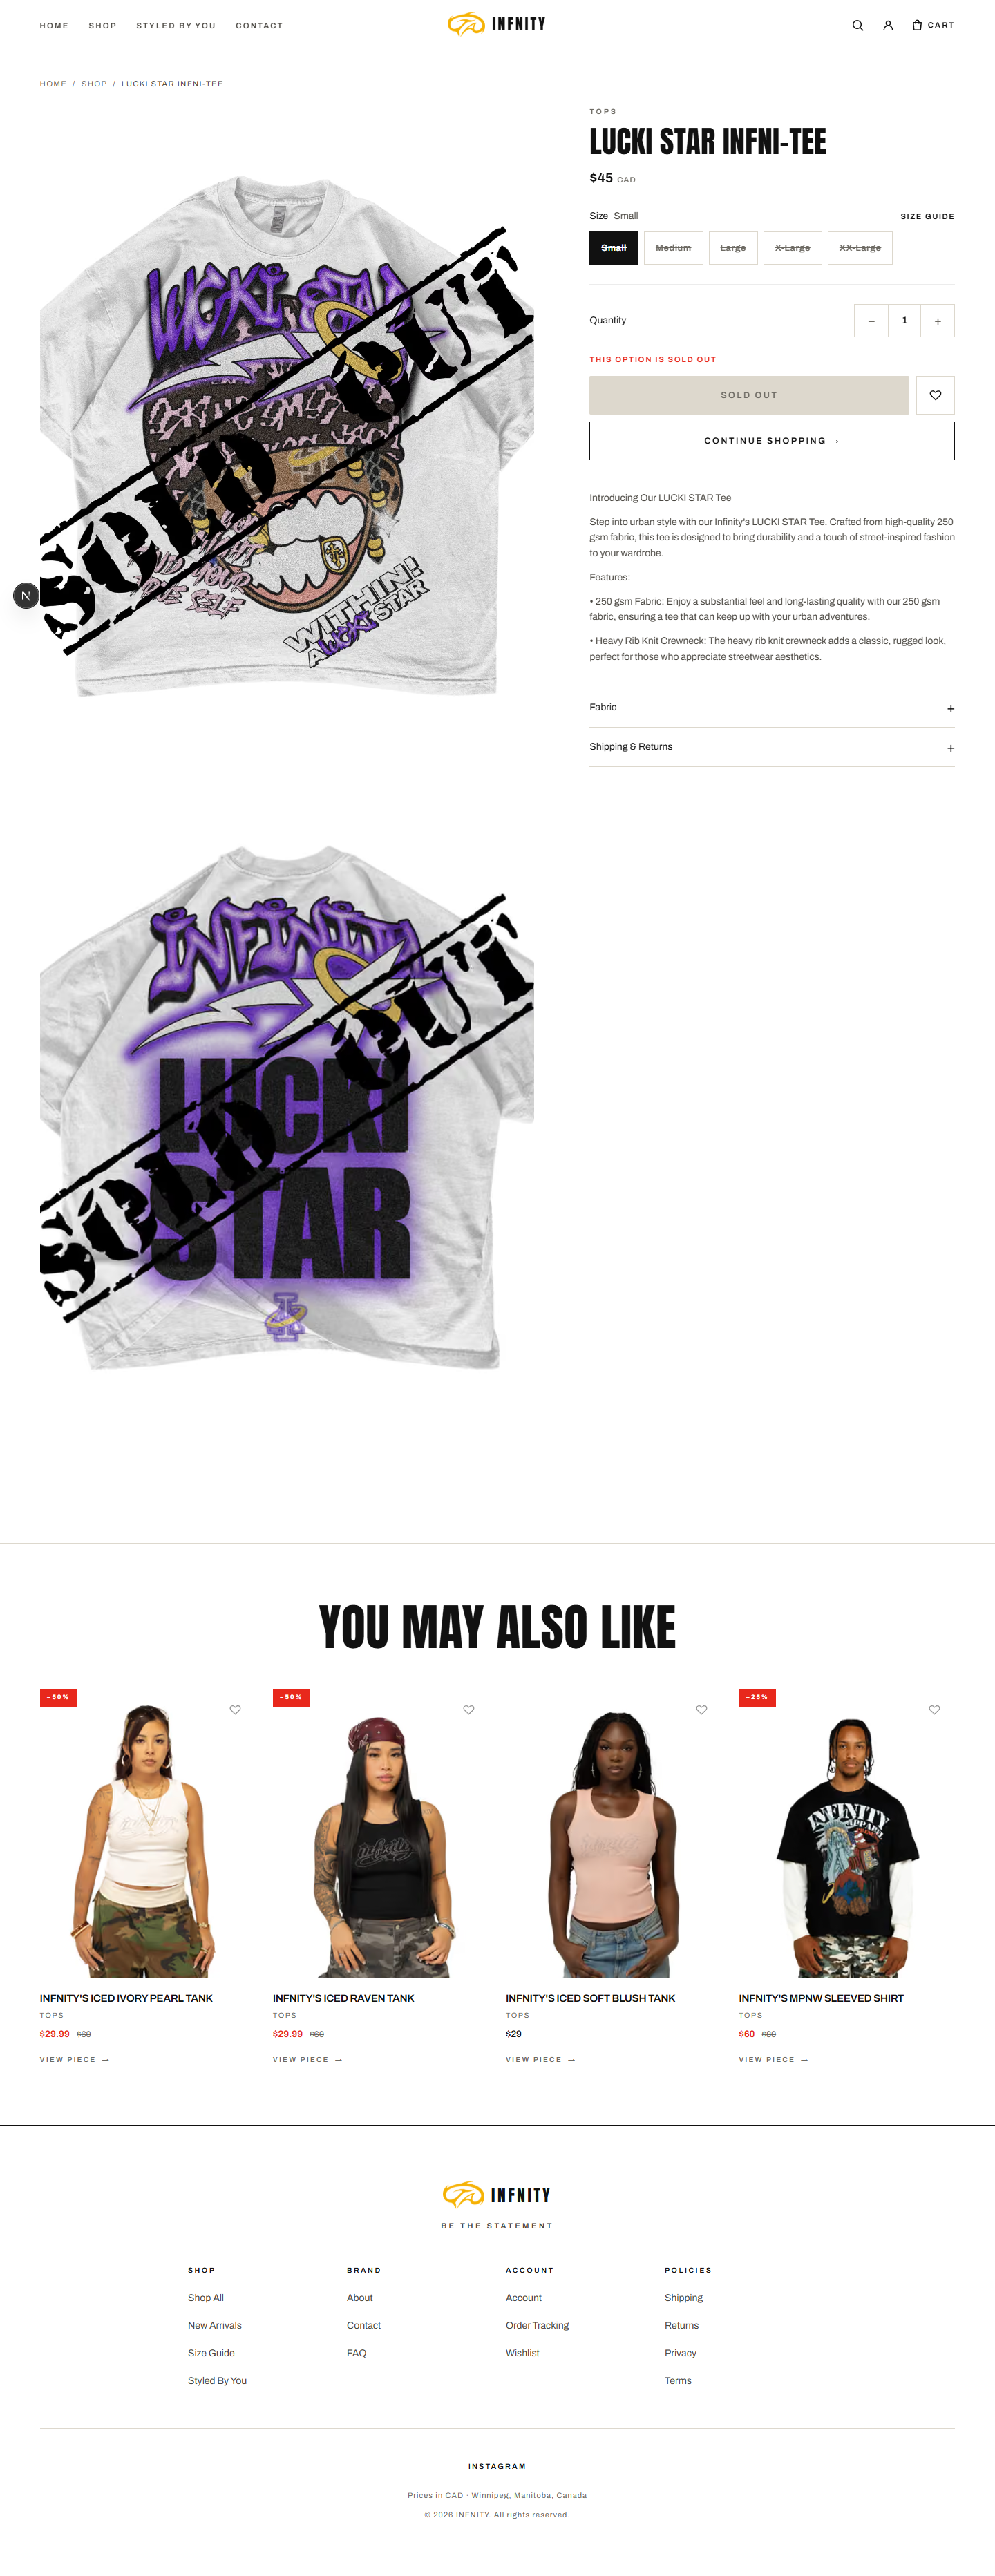 HOME SHOP STYLED BY YOU CONTACT
INFNITY
CART
HOME / SHOP / LUCKI STAR INFNI-TEE
TOPS
LUCKI STAR INFNI-TEE
$45 CAD
Size Small
SIZE GUIDE
Small Medium Large X-Large XX-Large
Quantity
− 1 +
THIS OPTION IS SOLD OUT
SOLD OUT
CONTINUE SHOPPING →
Introducing Our LUCKI STAR Tee
Step into urban style with our Infinity's LUCKI STAR Tee. Crafted from high-quality 250
gsm fabric, this tee is designed to bring durability and a touch of street-inspired fashion
to your wardrobe.
Features:
• 250 gsm Fabric: Enjoy a substantial feel and long-lasting quality with our 250 gsm
fabric, ensuring a tee that can keep up with your urban adventures.
• Heavy Rib Knit Crewneck: The heavy rib knit crewneck adds a classic, rugged look,
perfect for those who appreciate streetwear aesthetics.
Fabric +
Shipping & Returns +
LUCKI STAR
SOLD OUT
WITHIN!
A LUCKI STAR
N
INFINITY
LUCKI
STAR
SOLD OUT
YOU MAY ALSO LIKE
−50%
−50%
−25%
infinity
INFINITY
APPAREL
INFNITY'S ICED IVORY PEARL TANK
TOPS
$29.99 $60
VIEW PIECE →
INFNITY'S ICED RAVEN TANK
TOPS
$29.99 $60
VIEW PIECE →
INFNITY'S ICED SOFT BLUSH TANK
TOPS
$29
VIEW PIECE →
INFNITY'S MPNW SLEEVED SHIRT
TOPS
$60 $80
VIEW PIECE →
INFNITY
BE THE STATEMENT
SHOP
Shop All
New Arrivals
Size Guide
Styled By You
BRAND
About
Contact
FAQ
ACCOUNT
Account
Order Tracking
Wishlist
POLICIES
Shipping
Returns
Privacy
Terms
INSTAGRAM
Prices in CAD · Winnipeg, Manitoba, Canada
© 2026 INFNITY. All rights reserved.